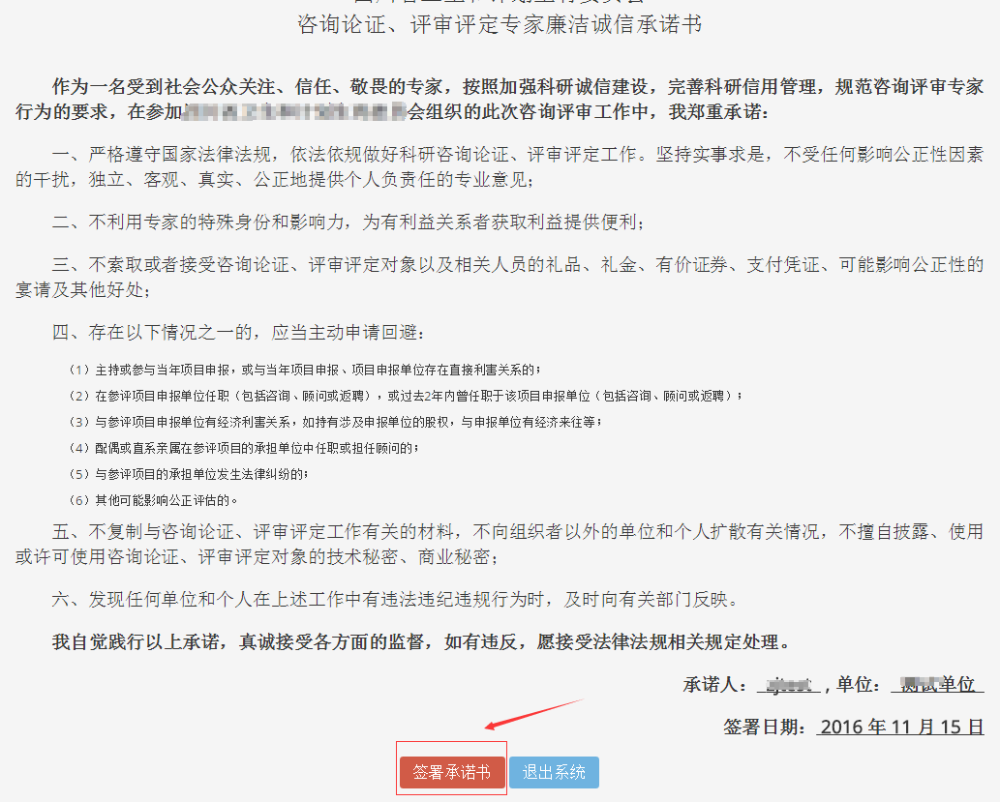 咨询论证、评审评定专家廉洁诚信承诺书
作为一名受到社会公众关注、信任、敬畏的专家，按照加强科研诚信建设，完善科研信用管理，规范咨询评审专家
行为的要求，在参加会组织的此次咨询评审工作中，我郑重承诺：
一、严格遵守国家法律法规，依法依规做好科研咨询论证、评审评定工作。坚持实事求是，不受任何影响公正性因素
的干扰，独立、客观、真实、公正地提供个人负责任的专业意见；
二、不利用专家的特殊身份和影响力，为有利益关系者获取利益提供便利；
三、不索取或者接受咨询论证、评审评定对象以及相关人员的礼品、礼金、有价证券、支付凭证、可能影响公正性的
宴请及其他好处；
四、存在以下情况之一的，应当主动申请回避：
（1）主持或参与当年项目申报，或与当年项目申报、项目申报单位存在直接利害关系的；
（2）在参评项目申报单位任职（包括咨询、顾问或返聘），或过去2年内曾任职于该项目申报单位（包括咨询、顾问或返聘）；
（3）与参评项目申报单位有经济利害关系，如持有涉及申报单位的股权，与申报单位有经济来往等；
（4）配偶或直系亲属在参评项目的承担单位中任职或担任顾问的；
（5）与参评项目的承担单位发生法律纠纷的；
（6）其他可能影响公正评估的。
五、不复制与咨询论证、评审评定工作有关的材料，不向组织者以外的单位和个人扩散有关情况，不擅自披露、使用
或许可使用咨询论证、评审评定对象的技术秘密、商业秘密；
六、发现任何单位和个人在上述工作中有违法违纪违规行为时，及时向有关部门反映。
我自觉践行以上承诺，真诚接受各方面的监督，如有违反，愿接受法律法规相关规定处理。
承诺人： ，单位： 测试单位
签署日期： 2016 年 11 月 15 日
签署承诺书 退出系统